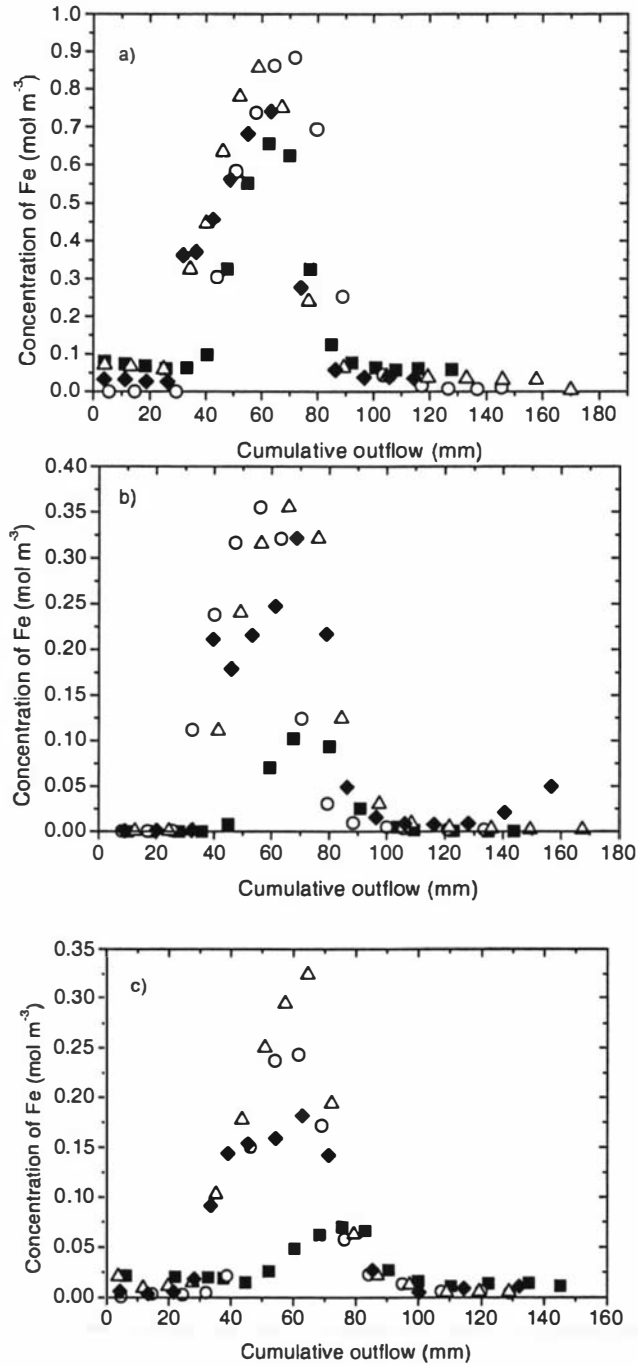 a)
Concentration of Fe (mol m⁻³)
1.0
0.9
0.8
0.7
0.6
0.5
0.4
0.3
0.2
0.1
0.0
0 20 40 60 80 100 120 140 160 180
Cumulative outflow (mm)
b)
Concentration of Fe (mol m⁻³)
0.40
0.35
0.30
0.25
0.20
0.15
0.10
0.05
0.00
0 20 40 60 80 100 120 140 160 180
Cumulative outflow (mm)
c)
Concentration of Fe (mol m⁻³)
0.35
0.30
0.25
0.20
0.15
0.10
0.05
0.00
0 20 40 60 80 100 120 140 160
Cumulative outflow (mm)